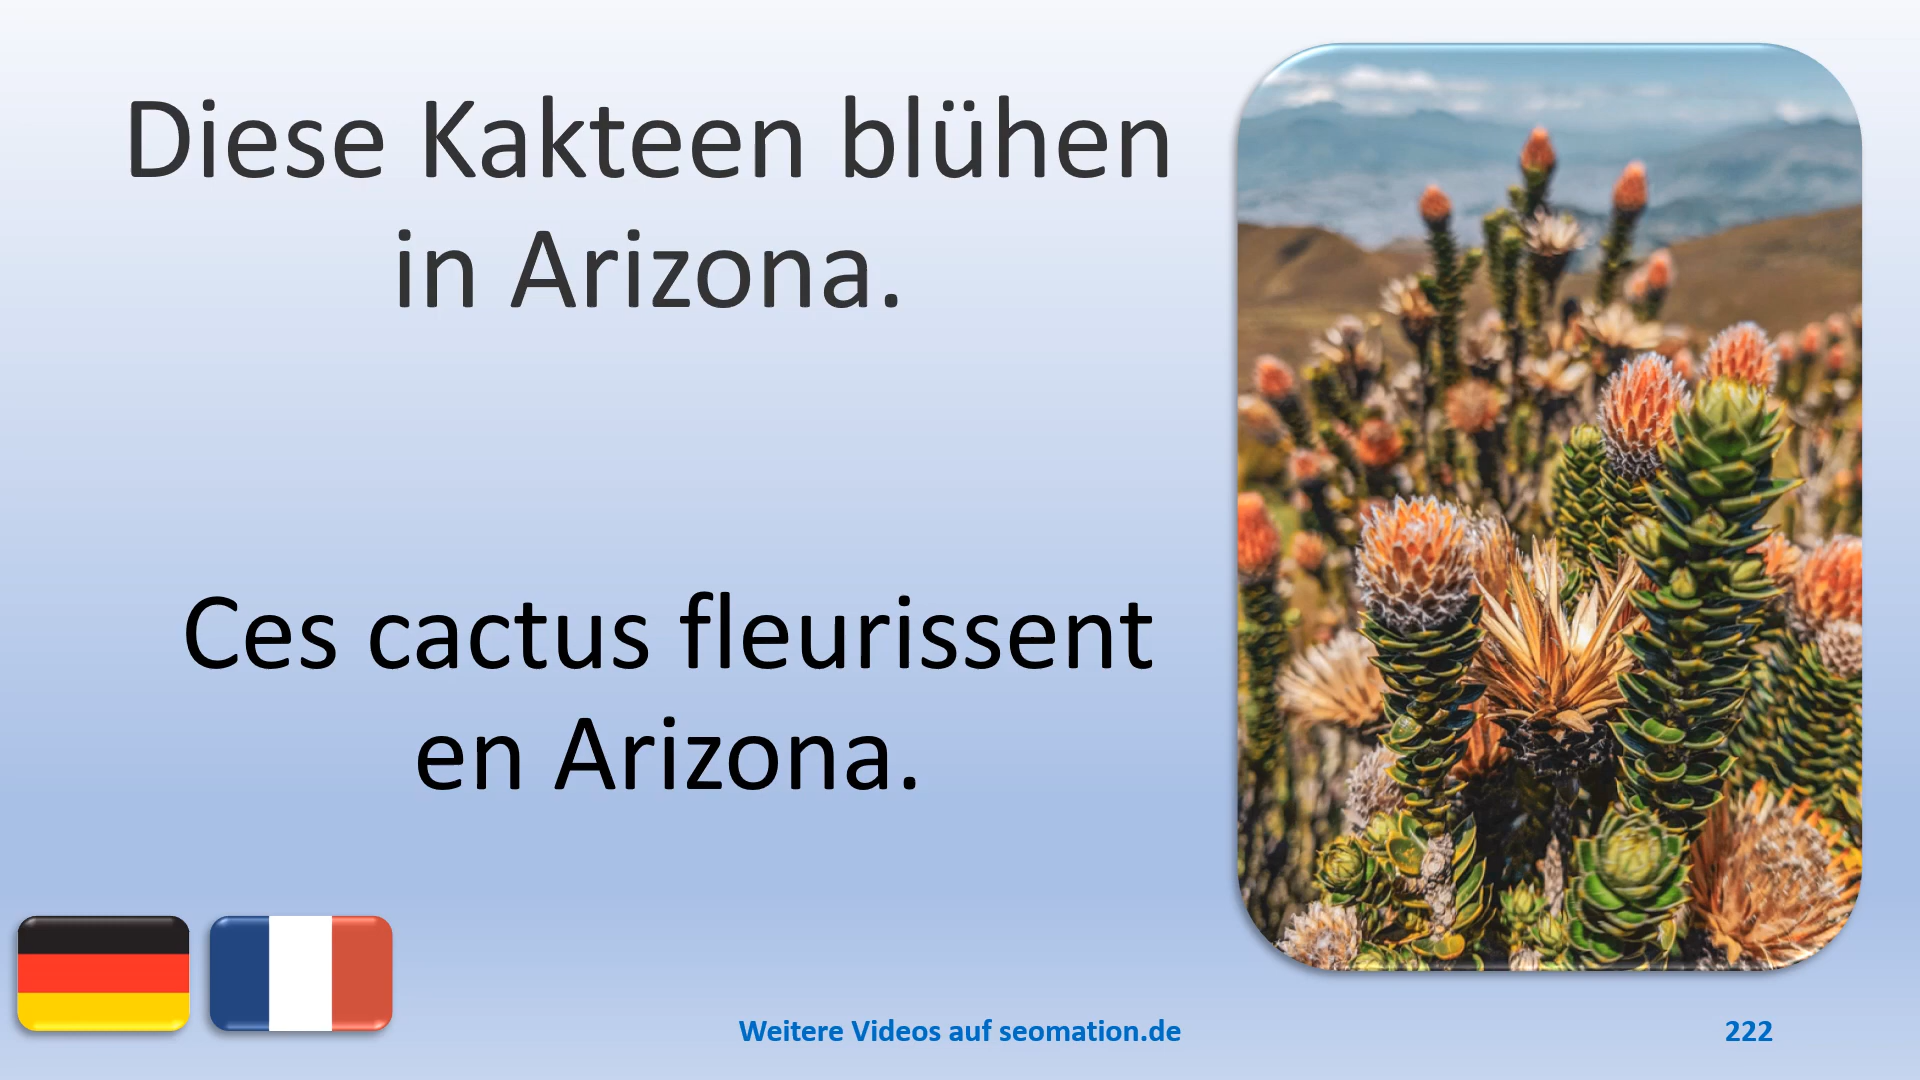 Diese Kakteen blühen
in Arizona.
Ces cactus fleurissent
en Arizona.
Weitere Videos auf seomation.de
222